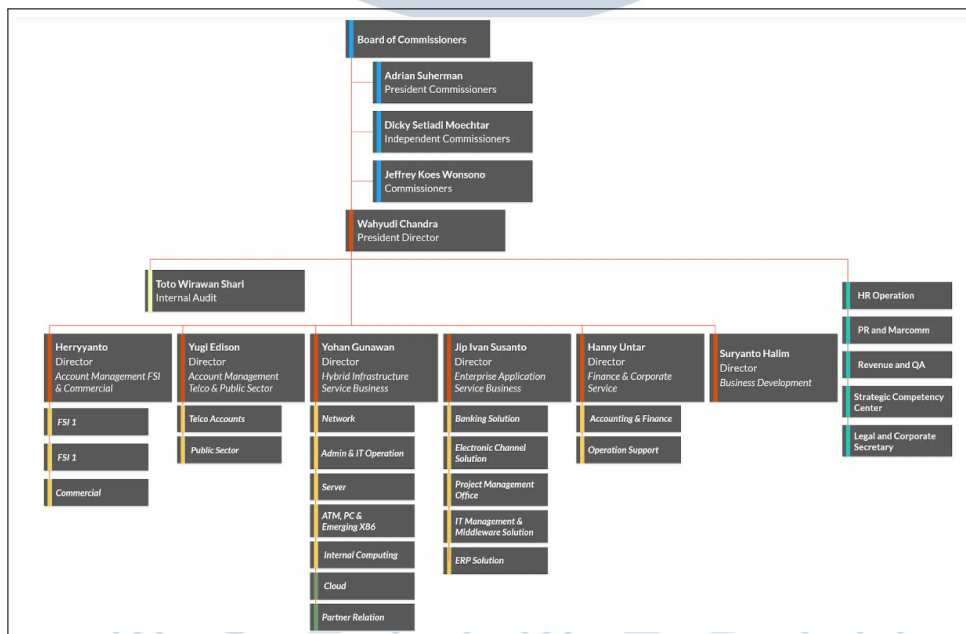 Board of Commissioners
Adrian Suherman
President Commissioners
Dicky Setiadi Moechtar
Independent Commissioners
Jeffrey Koes Wonsono
Commissioners
Wahyudi Chandra
President Director
Toto Wirawan Shari
Internal Audit
HR Operation
PR and Marcomm
Revenue and QA
Strategic Competency
Center
Legal and Corporate
Secretary
Herryyanto
Director
Account Management FSI
& Commercial
FSI 1
FSI 1
Commercial
Yugi Edison
Director
Account Management
Telco & Public Sector
Telco Accounts
Public Sector
Yohan Gunawan
Director
Hybrid Infrastructure
Service Business
Network
Admin & IT Operation
Server
ATM, PC &
Emerging X86
Internal Computing
Cloud
Partner Relation
Jip Ivan Susanto
Director
Enterprise Application
Service Business
Banking Solution
Electronic Channel
Solution
Project Management
Office
IT Management &
Middleware Solution
ERP Solution
Hanny Untar
Director
Finance & Corporate
Service
Accounting & Finance
Operation Support
Suryanto Halim
Director
Business Development